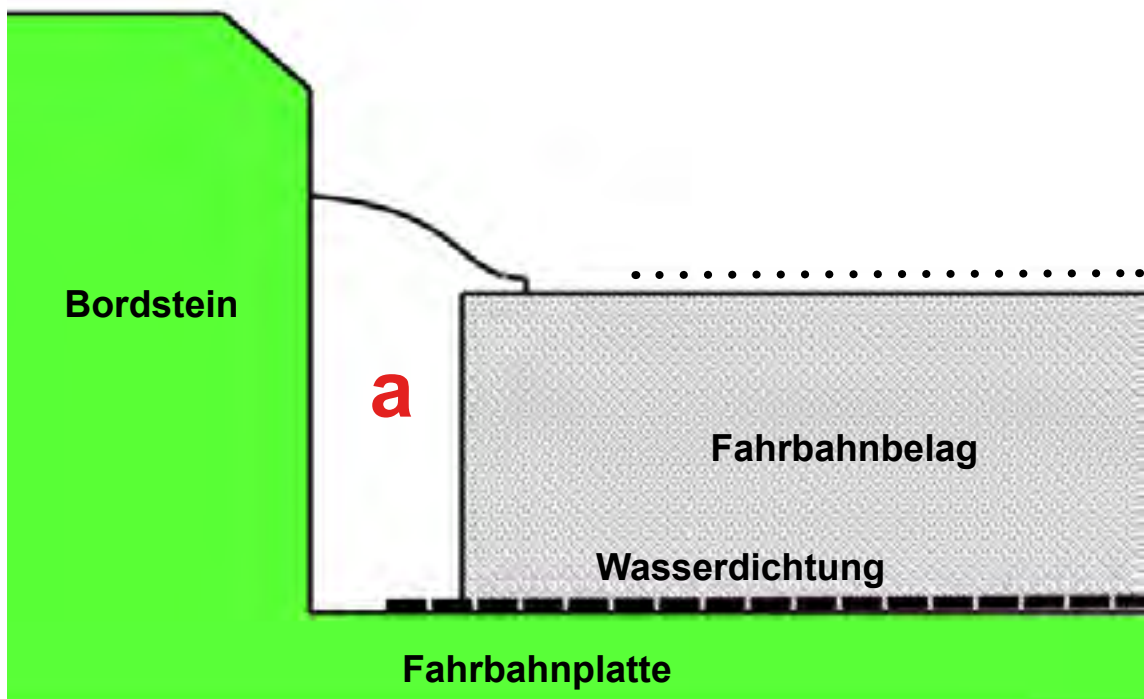 Bordstein
a
Fahrbahnbelag
Wasserdichtung
Fahrbahnplatte